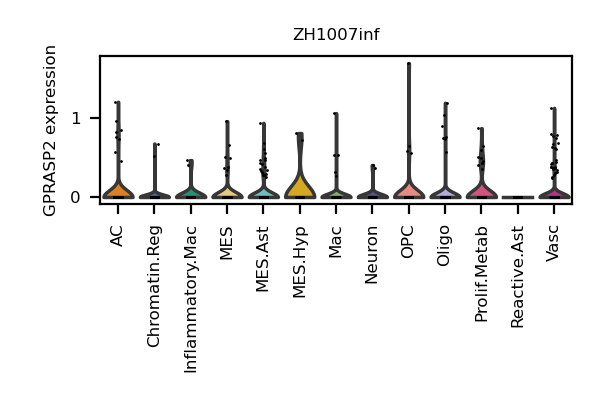 ZH1007inf
GPRASP2 expression
1
0
AC
Chromatin.Reg
Inflammatory.Mac
MES
MES.Ast
MES.Hyp
Mac
Neuron
OPC
Oligo
Prolif.Metab
Reactive.Ast
Vasc